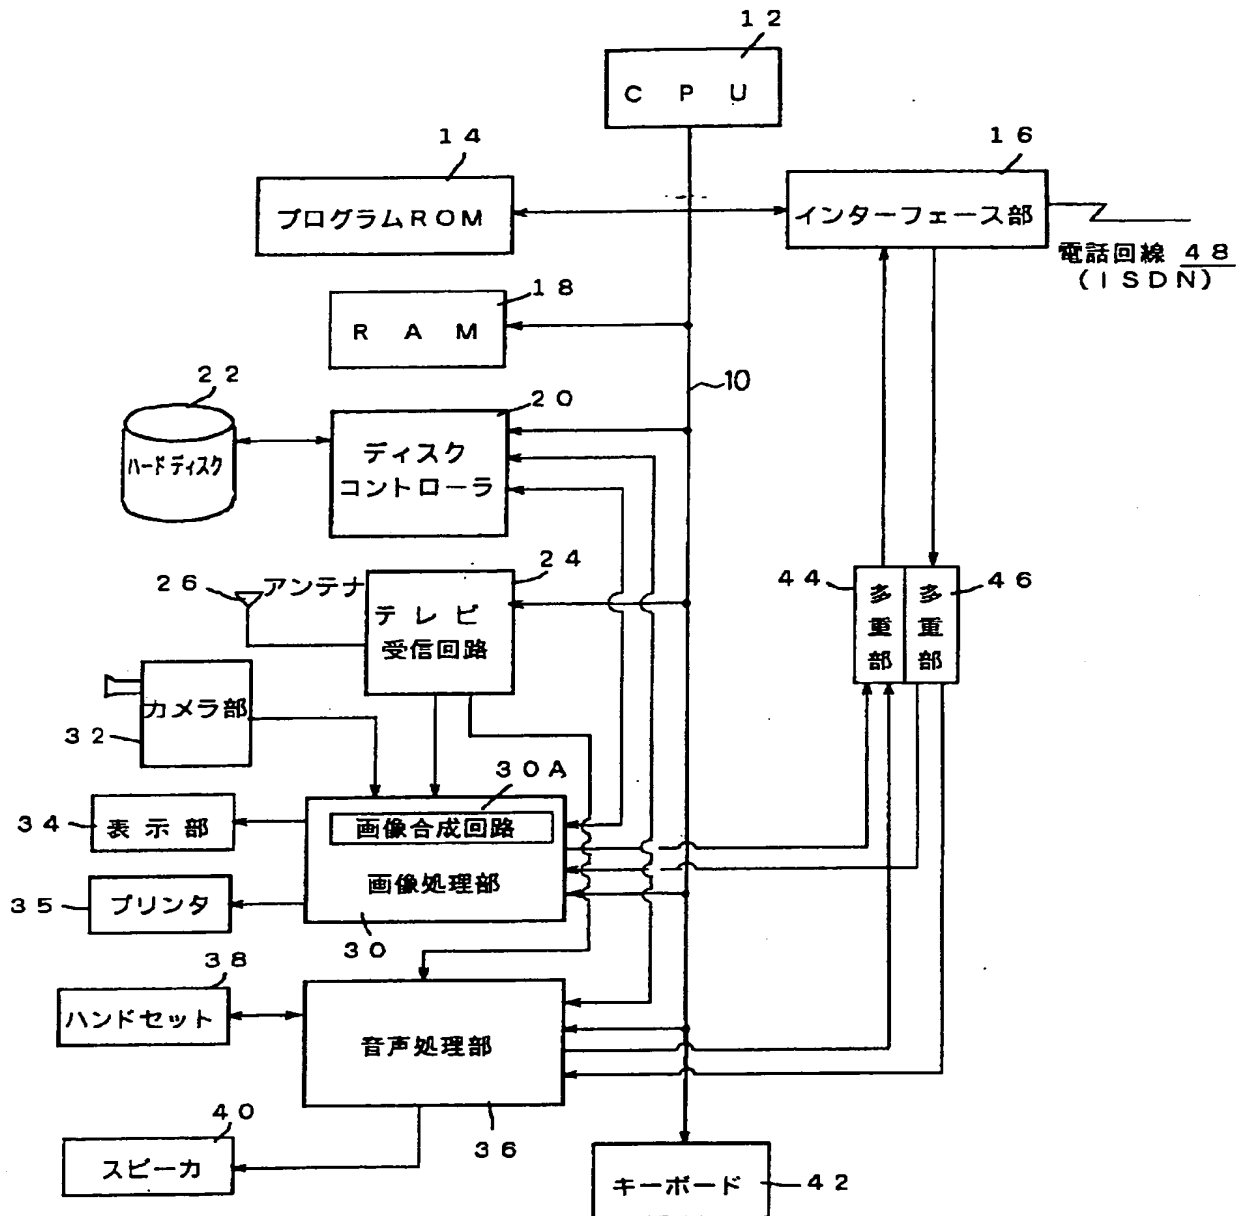 12
CPU
14
プログラムROM
16
インターフェース部
電話回線 48
(ISDN)
18
RAM
10
22
ハードディスク
20
ディスク
コントローラ
26
アンテナ
24
テレビ
受信回路
44
多重部
多重部
46
カメラ部
32
30A
画像合成回路
画像処理部
30
34
表示部
35
プリンタ
38
ハンドセット
音声処理部
36
40
スピーカ
キーボード
42